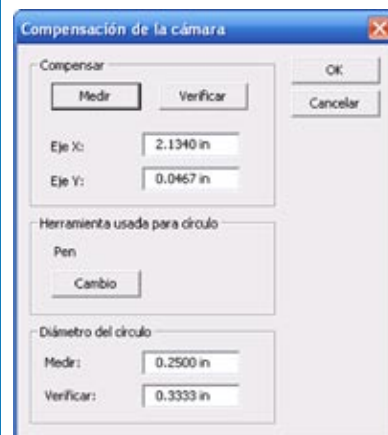 Compensación de la cámara
Compensar
OK
Medir Verificar
Cancelar
Eje X: 2.1340 in
Eje Y: 0.0467 in
Herramienta usada para círculo
Pen
Cambio
Diámetro del círculo
Medir: 0.2500 in
Verificar: 0.3333 in